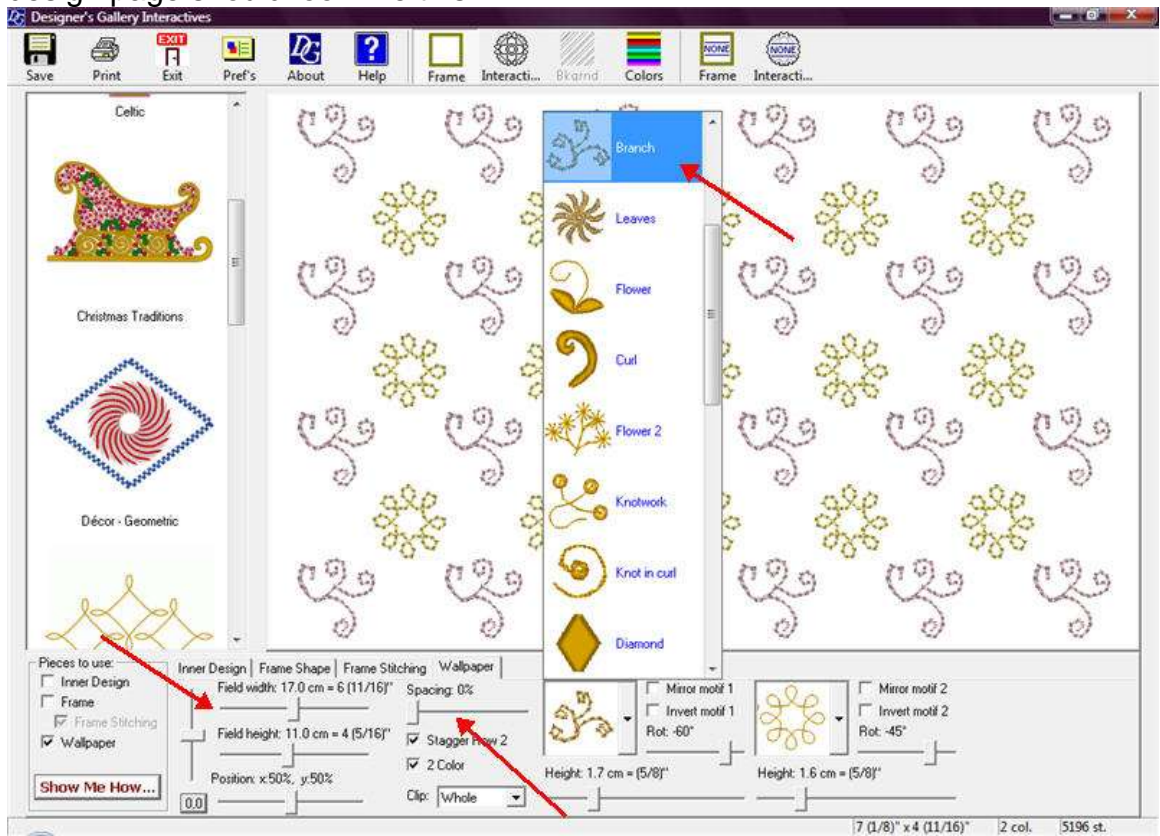 Designer's Gallery Interactives
Save Print Exit Pref's About Help Frame Interacti... Bkgrnd Colors Frame Interacti...
EXIT
NONE NONE
Celtic
Christmas Traditions
Décor - Geometric
Branch
Leaves
Flower
Curl
Flower 2
Knotwork
Knot in curl
Diamond
Pieces to use:
Inner Design
Frame
Frame Stitching
Wallpaper
Show Me How...
Inner Design Frame Shape Frame Stitching Wallpaper
Field width: 17.0 cm = 6 (11/16)"
Field height: 11.0 cm = 4 (5/16)"
Position: x:50%, y:50%
0,0
Spacing: 0%
Stagger Row 2
2 Color
Clip: Whole
Mirror motif 1
Invert motif 1
Rot: -60°
Height: 1.7 cm = (5/8)"
Mirror motif 2
Invert motif 2
Rot: -45°
Height: 1.6 cm = (5/8)"
7 (1/8)" x 4 (11/16)" 2 col. 5196 st.